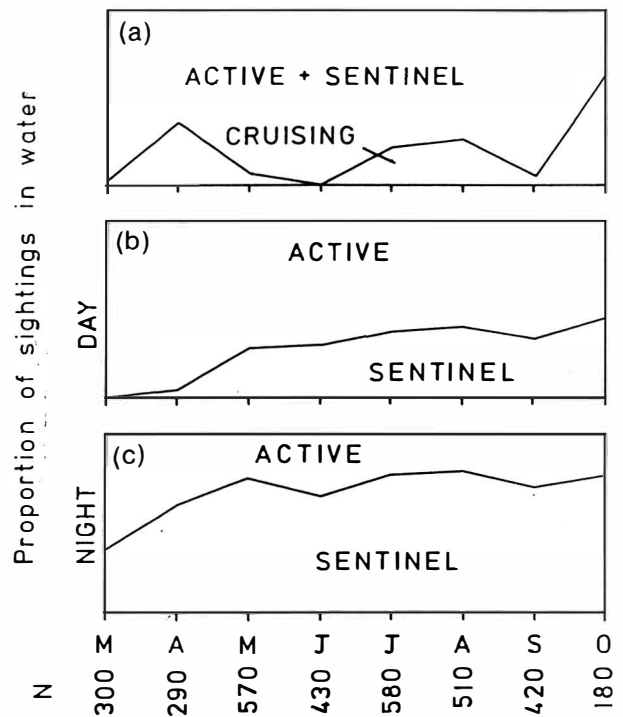 Proportion of sightings in water
(a)
ACTIVE + SENTINEL
CRUISING
(b)
DAY
ACTIVE
SENTINEL
(c)
NIGHT
ACTIVE
SENTINEL
M A M J J A S O
N 300 290 570 430 580 510 420 180